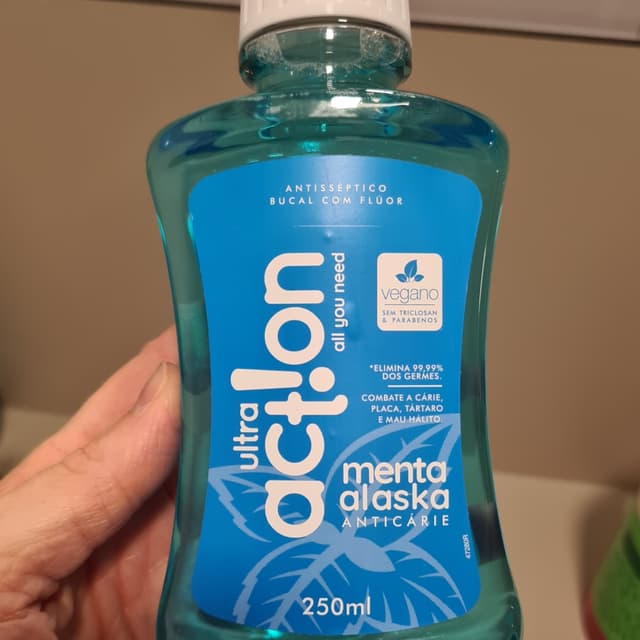 ANTISSÉPTICO
BUCAL COM FLÚOR
ultra
act!on
all you need
vegano
SEM TRICLOSAN
& PARABENOS
*ELIMINA 99,99%
DOS GERMES.
COMBATE A CÁRIE,
PLACA, TÁRTARO
E MAU HÁLITO.
menta
alaska
ANTICÁRIE
47280R
250ml